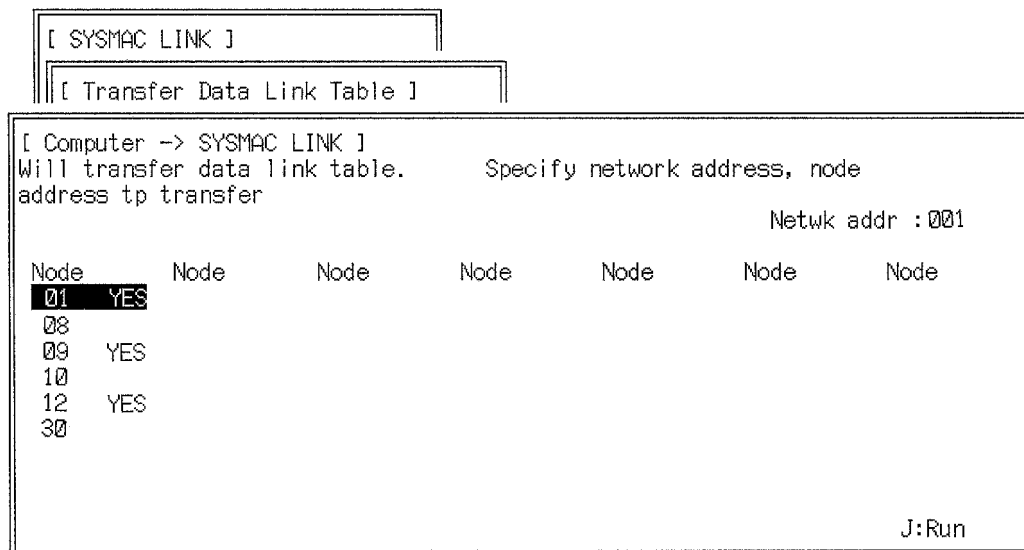 [ SYSMAC LINK ]
[ Transfer Data Link Table ]
[ Computer -> SYSMAC LINK ]
Will transfer data link table. Specify network address, node
address tp transfer
Netwk addr :001
Node Node Node Node Node Node Node
01 YES
08
09 YES
10
12 YES
30
J:Run